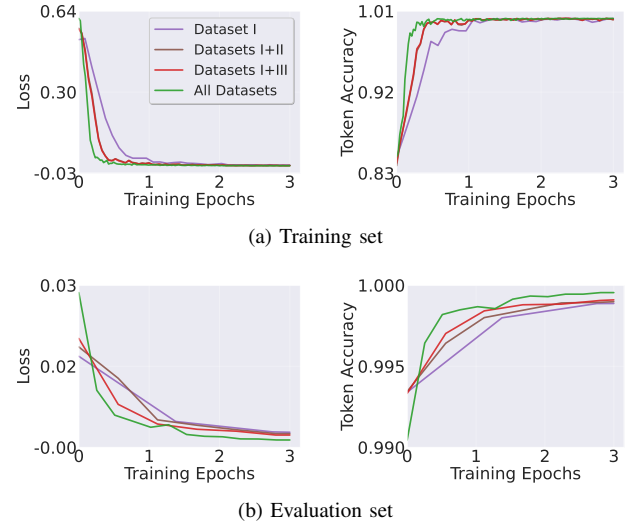 0.64
0.30
-0.03
Loss
0 1 2 3
Training Epochs
Dataset I
Datasets I+II
Datasets I+III
All Datasets
1.01
0.92
0.83
Token Accuracy
0 1 2 3
Training Epochs
(a) Training set
0.03
0.02
-0.00
Loss
0 1 2 3
Training Epochs
1.000
0.995
0.990
Token Accuracy
0 1 2 3
Training Epochs
(b) Evaluation set